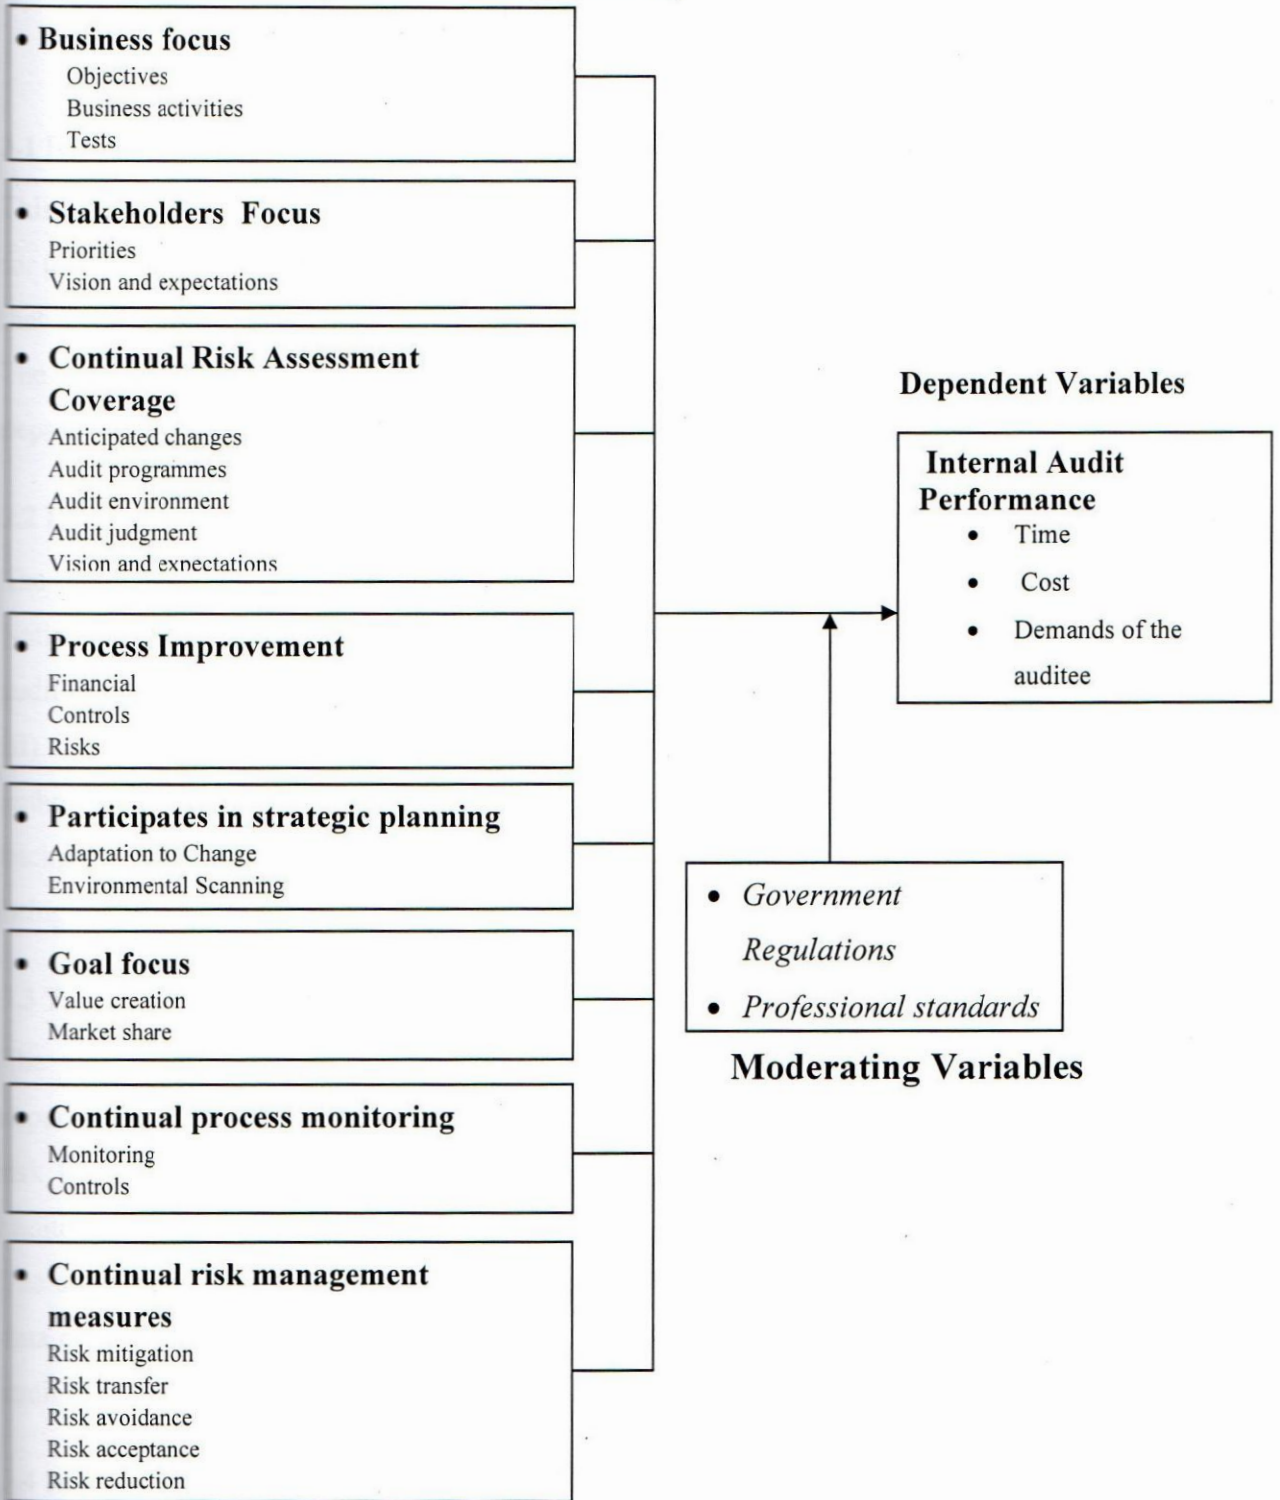 • Business focus
Objectives
Business activities
Tests
• Stakeholders Focus
Priorities
Vision and expectations
• Continual Risk Assessment
Coverage
Anticipated changes
Audit programmes
Audit environment
Audit judgment
Vision and expectations
• Process Improvement
Financial
Controls
Risks
• Participates in strategic planning
Adaptation to Change
Environmental Scanning
• Goal focus
Value creation
Market share
• Continual process monitoring
Monitoring
Controls
• Continual risk management
measures
Risk mitigation
Risk transfer
Risk avoidance
Risk acceptance
Risk reduction
Dependent Variables
Internal Audit
Performance
• Time
• Cost
• Demands of the
auditee
• Government
Regulations
• Professional standards
Moderating Variables